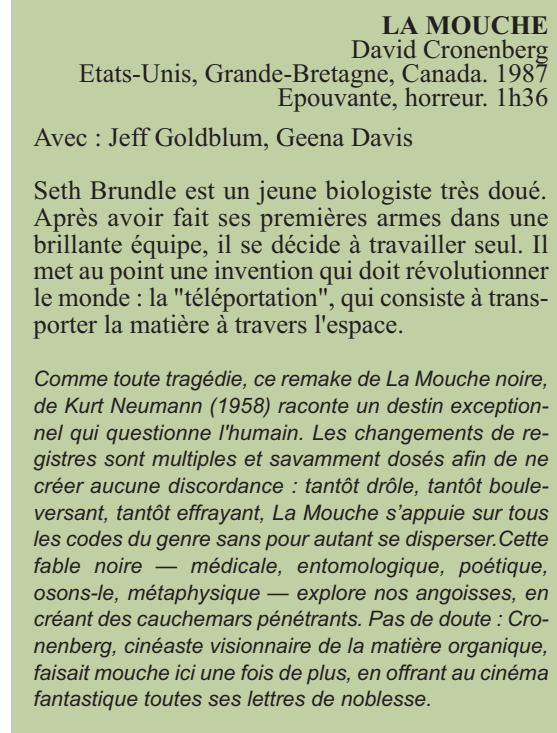 LA MOUCHE
David Cronenberg
Etats-Unis, Grande-Bretagne, Canada. 1987
Epouvante, horreur. 1h36
Avec : Jeff Goldblum, Geena Davis
Seth Brundle est un jeune biologiste très doué.
Après avoir fait ses premières armes dans une
brillante équipe, il se décide à travailler seul. Il
met au point une invention qui doit révolutionner
le monde : la "téléportation", qui consiste à trans-
porter la matière à travers l'espace.
Comme toute tragédie, ce remake de La Mouche noire,
de Kurt Neumann (1958) raconte un destin exception-
nel qui questionne l'humain. Les changements de re-
gistres sont multiples et savamment dosés afin de ne
créer aucune discordance : tantôt drôle, tantôt boule-
versant, tantôt effrayant, La Mouche s’appuie sur tous
les codes du genre sans pour autant se disperser.Cette
fable noire — médicale, entomologique, poétique,
osons-le, métaphysique — explore nos angoisses, en
créant des cauchemars pénétrants. Pas de doute : Cro-
nenberg, cinéaste visionnaire de la matière organique,
faisait mouche ici une fois de plus, en offrant au cinéma
fantastique toutes ses lettres de noblesse.